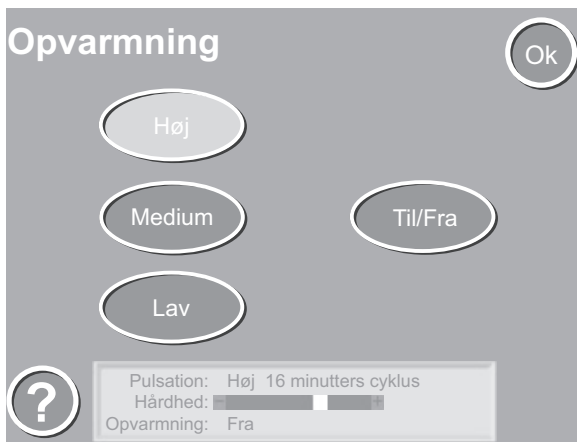 Opvarmning
Ok
Høj
Medium
Til/Fra
Lav
?
Pulsation: Høj 16 minutters cyklus
Hårdhed: - +
Opvarmning: Fra